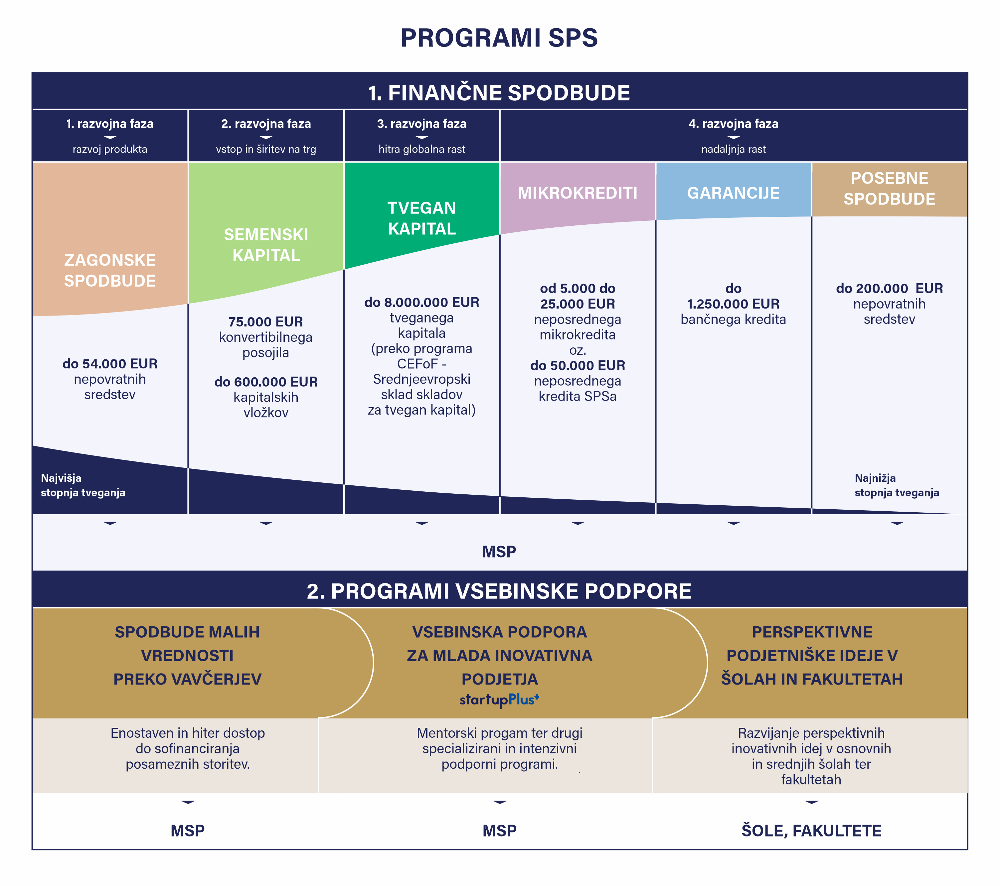 PROGRAMI SPS
1. FINANČNE SPODBUDE
1. razvojna faza
razvoj produkta
2. razvojna faza
vstop in širitev na trg
3. razvojna faza
hitra globalna rast
4. razvojna faza
nadaljnja rast
ZAGONSKE
SPODBUDE
do 54.000 EUR
nepovratnih
sredstev
SEMENSKI
KAPITAL
75.000 EUR
konvertibilnega
posojila
do 600.000 EUR
kapitalskih
vložkov
TVEGAN
KAPITAL
do 8.000.000 EUR
tveganega
kapitala
(preko programa
CEFoF -
Srednjeevropski
sklad skladov
za tvegan kapital)
MIKROKREDITI
od 5.000 do
25.000 EUR
neposrednega
mikrokredita
oz.
do 50.000 EUR
neposrednega
kredita SPSa
GARANCIJE
do
1.250.000 EUR
bančnega kredita
POSEBNE
SPODBUDE
do 200.000 EUR
nepovratnih
sredstev
Najvišja
stopnja tveganja
Najnižja
stopnja tveganja
MSP
2. PROGRAMI VSEBINSKE PODPORE
SPODBUDE MALIH
VREDNOSTI
PREKO VAVČERJEV
Enostaven in hiter dostop
do sofinanciranja
posameznih storitev.
MSP
VSEBINSKA PODPORA
ZA MLADA INOVATIVNA
PODJETJA
startupPlus+
Mentorski progam ter drugi
specializirani in intenzivni
podporni programi.
.
MSP
PERSPEKTIVNE
PODJETNIŠKE IDEJE V
ŠOLAH IN FAKULTETAH
Razvijanje perspektivnih
inovativnih idej v osnovnih
in srednjih šolah ter
fakultetah
ŠOLE, FAKULTETE